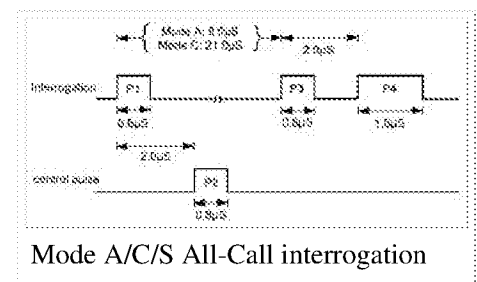 Mode A: 8.0µS
Mode C: 21.0µS
2.0µS
Interrogation
P1
P3
P4
0.8µS
0.8µS
1.6µS
2.0µS
control pulse
P2
0.8µS
Mode A/C/S All-Call interrogation